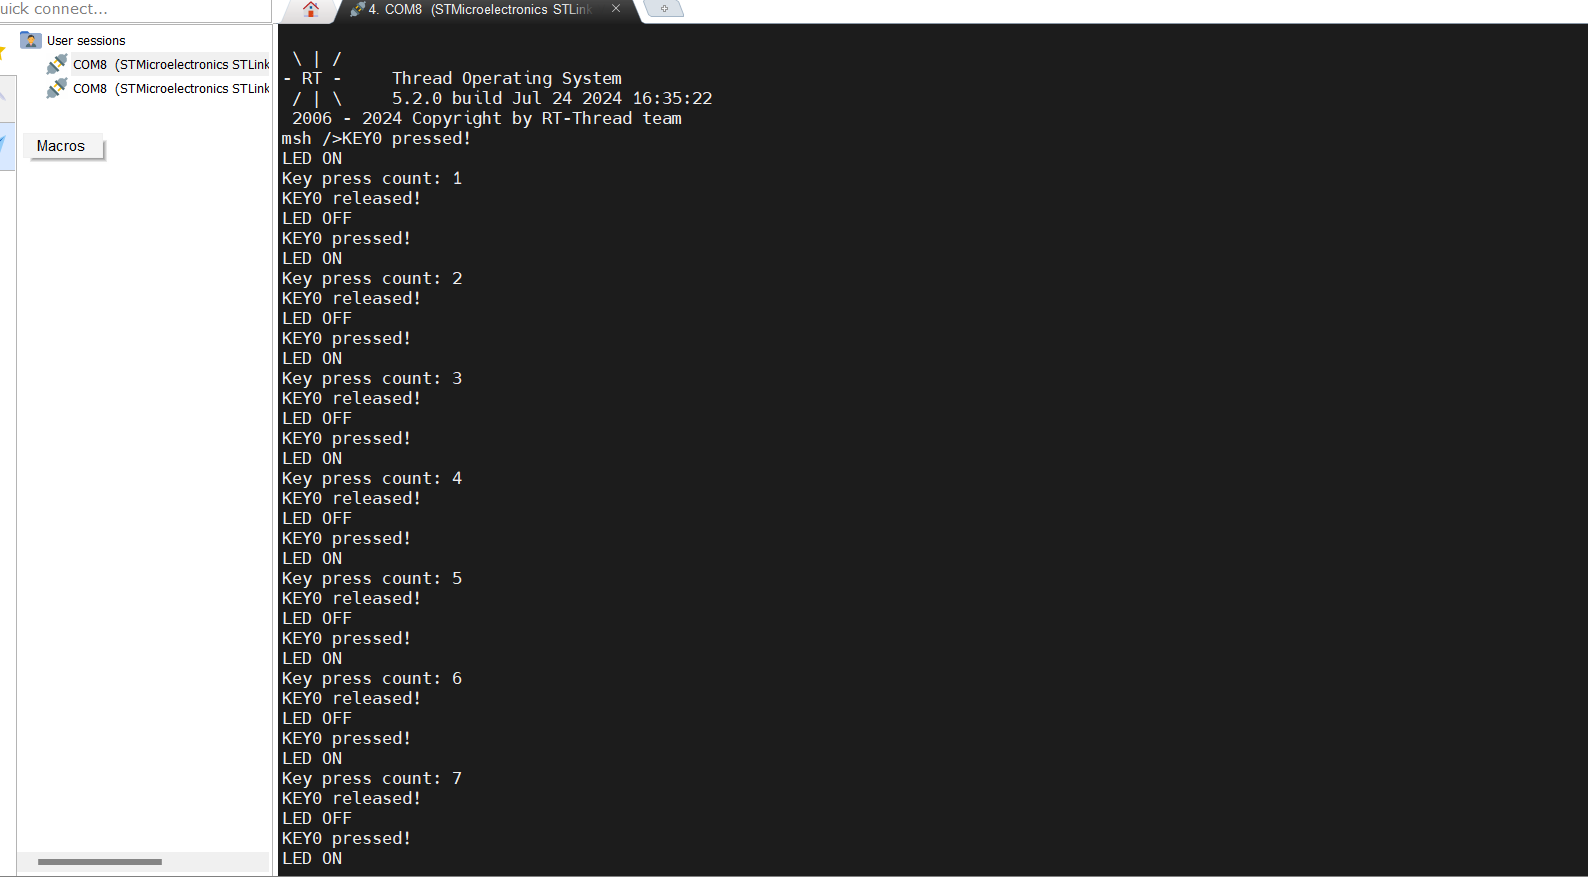 uick connect...
4. COM8 (STMicroelectronics STLink
User sessions
COM8 (STMicroelectronics STLink
COM8 (STMicroelectronics STLink
Macros
\ | /
- RT - Thread Operating System
/ | \ 5.2.0 build Jul 24 2024 16:35:22
2006 - 2024 Copyright by RT-Thread team
msh />KEY0 pressed!
LED ON
Key press count: 1
KEY0 released!
LED OFF
KEY0 pressed!
LED ON
Key press count: 2
KEY0 released!
LED OFF
KEY0 pressed!
LED ON
Key press count: 3
KEY0 released!
LED OFF
KEY0 pressed!
LED ON
Key press count: 4
KEY0 released!
LED OFF
KEY0 pressed!
LED ON
Key press count: 5
KEY0 released!
LED OFF
KEY0 pressed!
LED ON
Key press count: 6
KEY0 released!
LED OFF
KEY0 pressed!
LED ON
Key press count: 7
KEY0 released!
LED OFF
KEY0 pressed!
LED ON